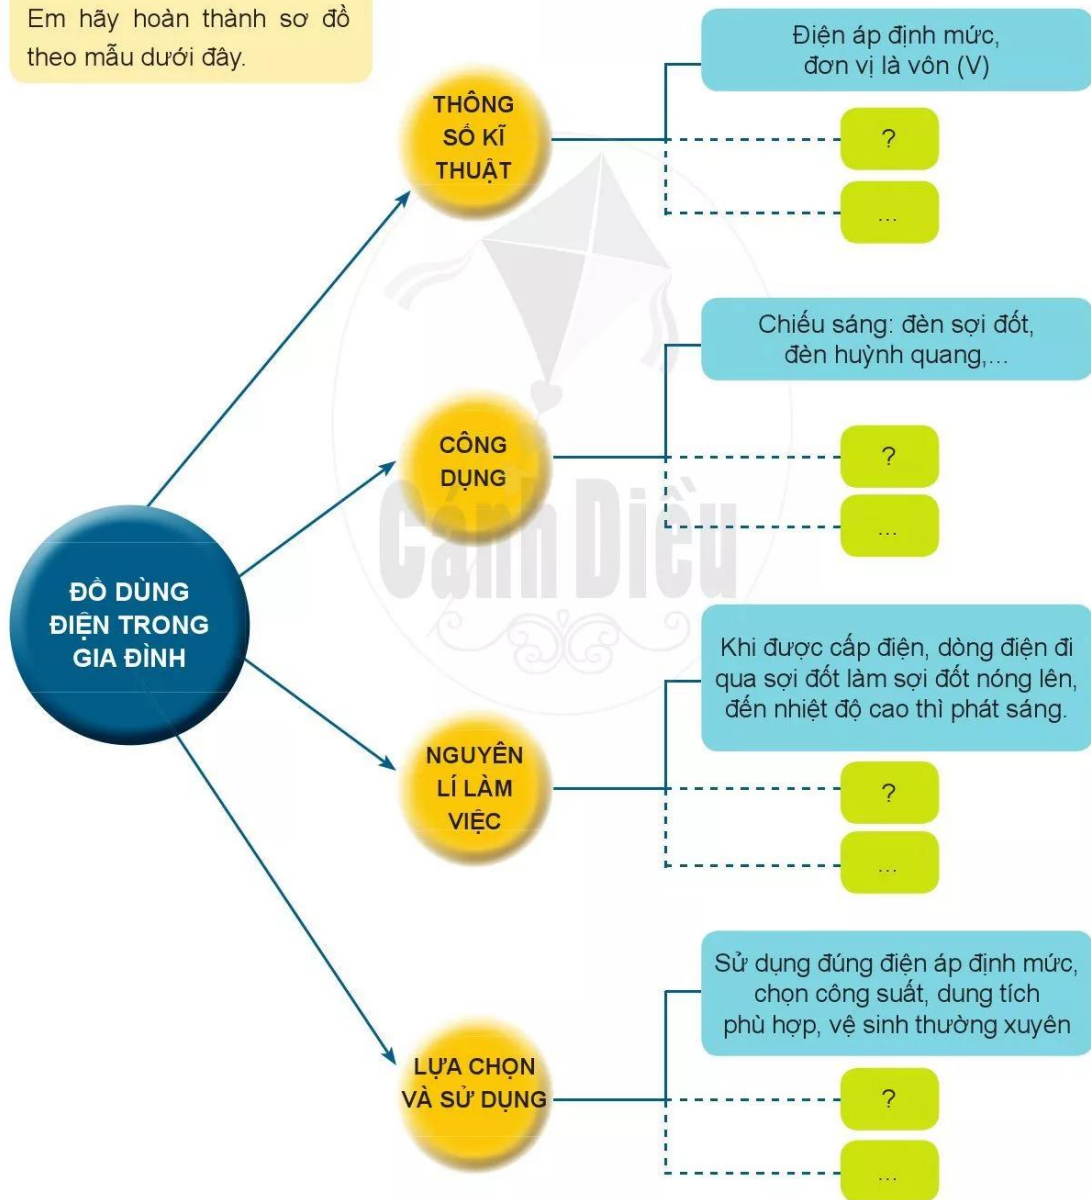 Em hãy hoàn thành sơ đồ
theo mẫu dưới đây.
THÔNG
SỐ KĨ
THUẬT
Điện áp định mức,
đơn vị là vôn (V)
?
...
CÔNG
DỤNG
Chiếu sáng: đèn sợi đốt,
đèn huỳnh quang,...
?
...
Cánh Diều
ĐỒ DÙNG
ĐIỆN TRONG
GIA ĐÌNH
NGUYÊN
LÍ LÀM
VIỆC
Khi được cấp điện, dòng điện đi
qua sợi đốt làm sợi đốt nóng lên,
đến nhiệt độ cao thì phát sáng.
?
...
LỰA CHỌN
VÀ SỬ DỤNG
Sử dụng đúng điện áp định mức,
chọn công suất, dung tích
phù hợp, vệ sinh thường xuyên
?
...